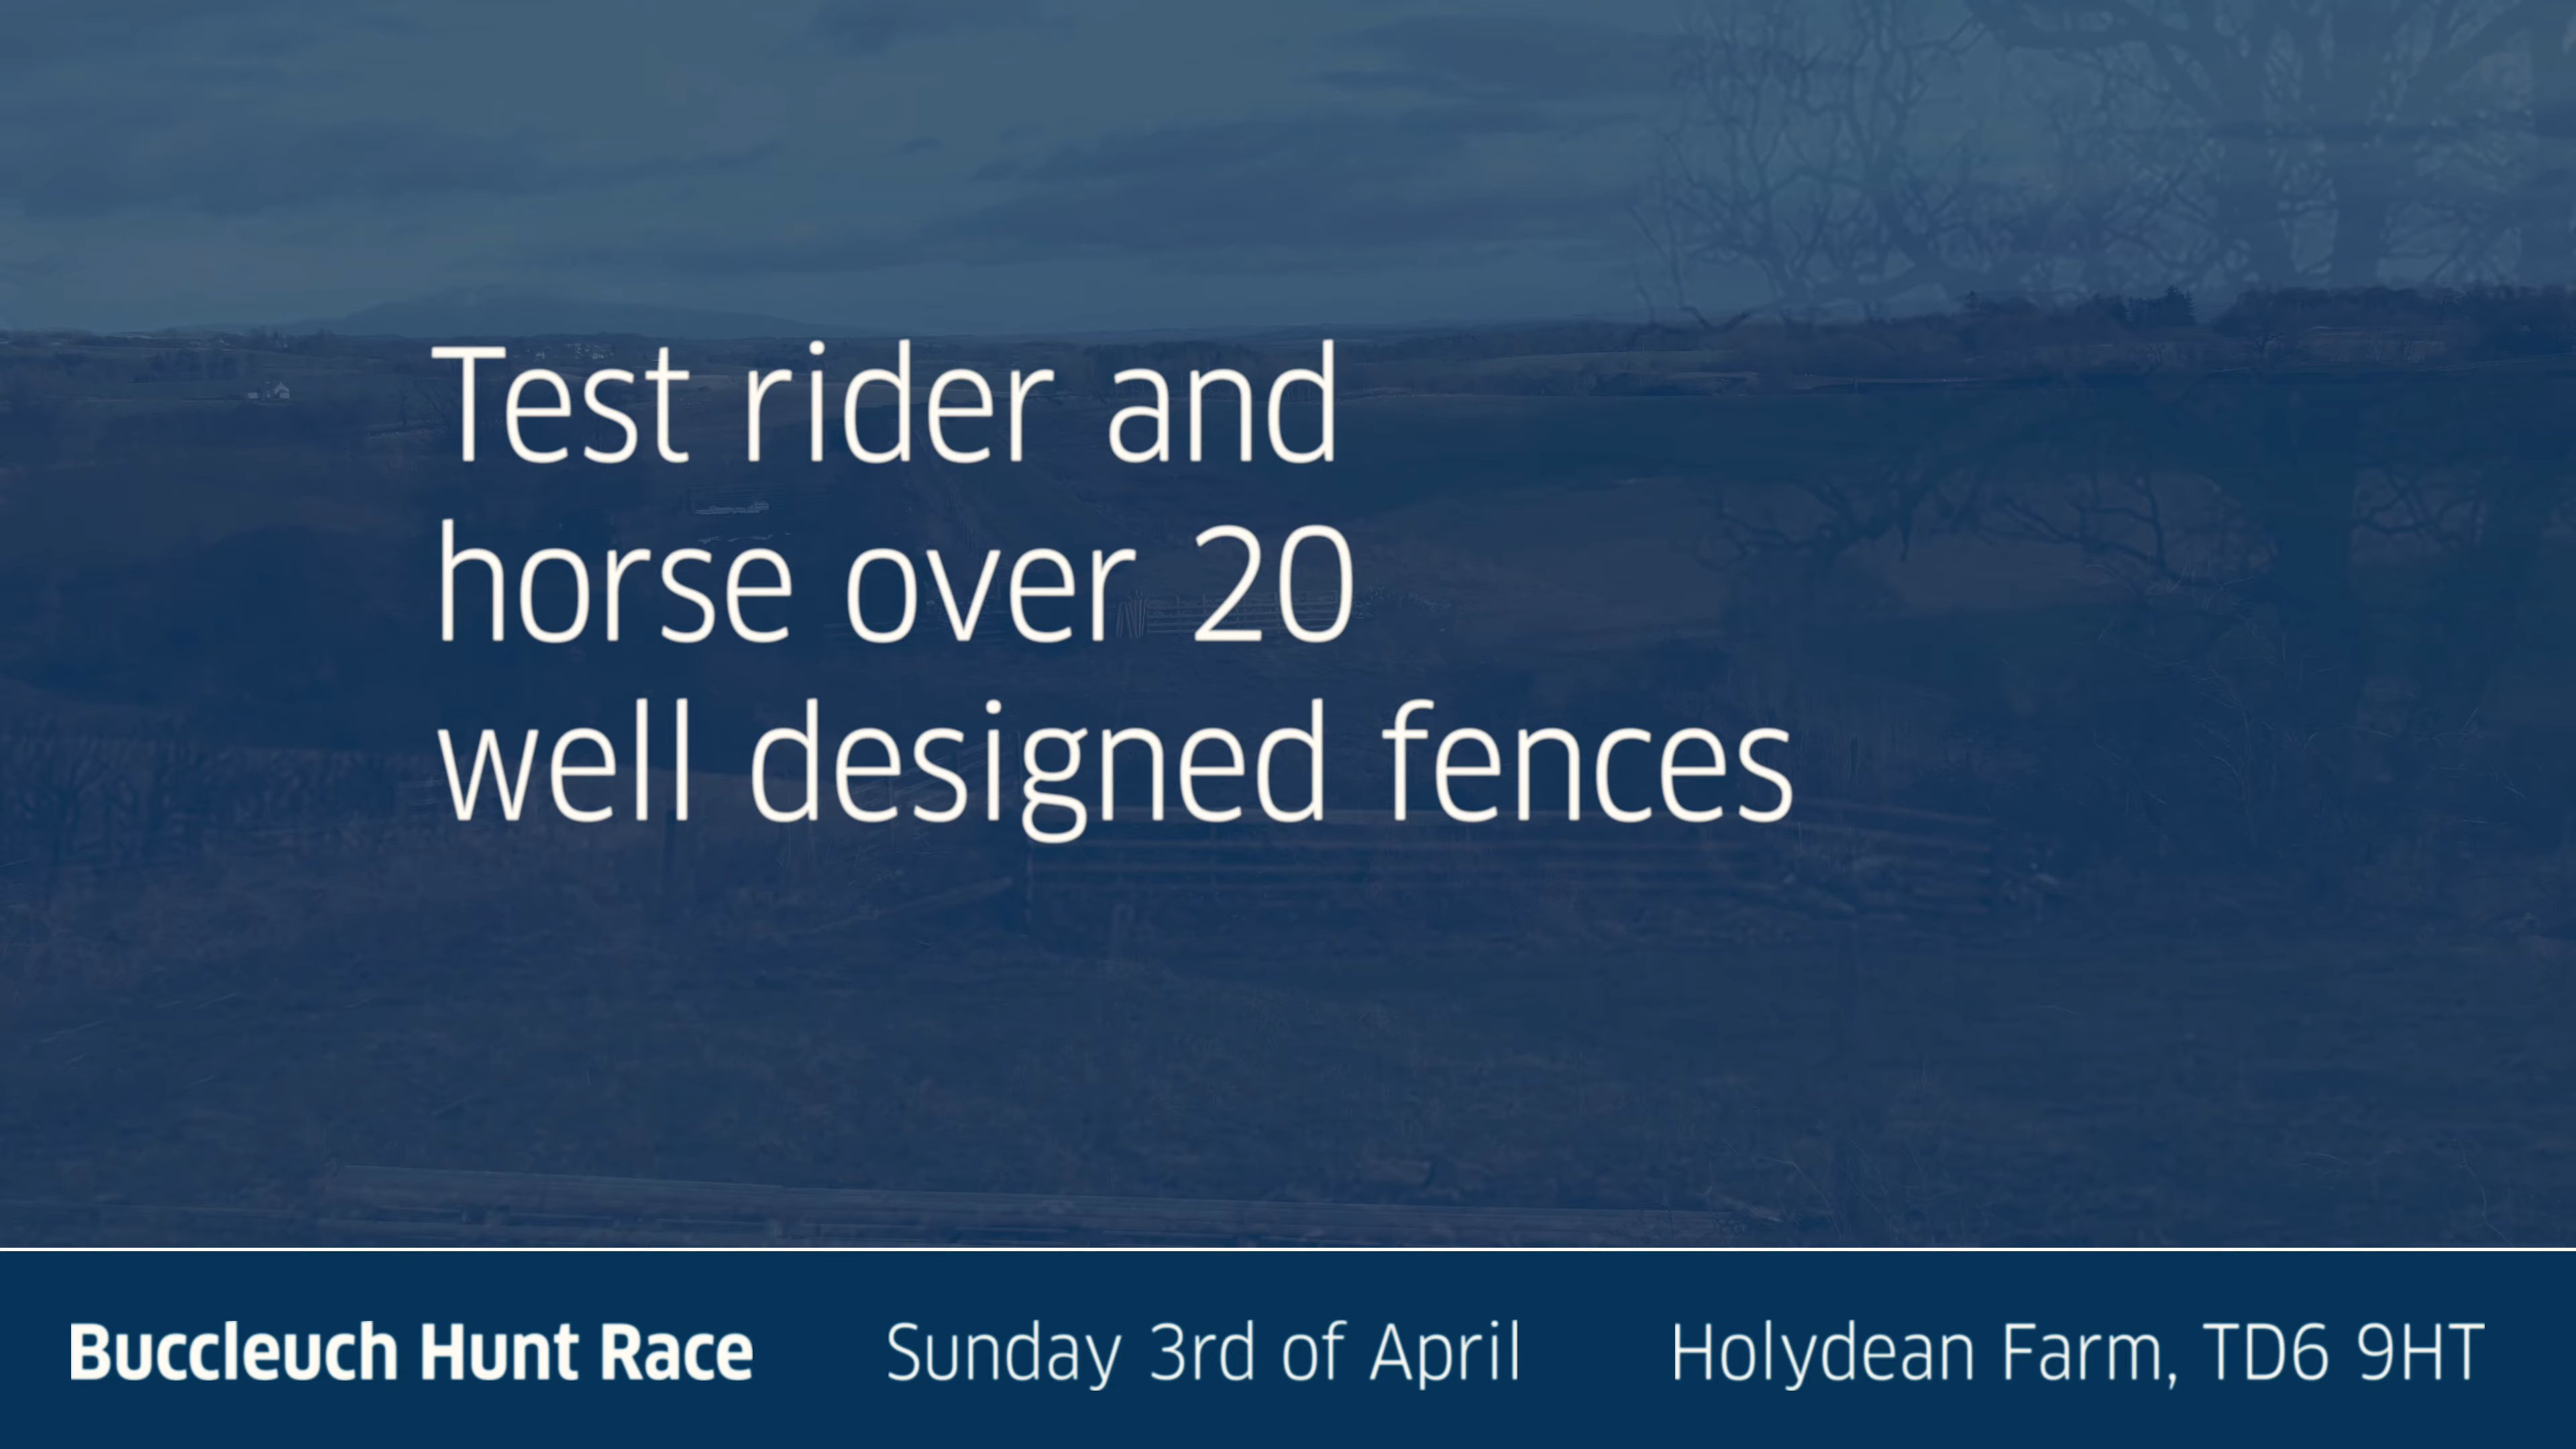 Test rider and
horse over 20
well designed fences
Buccleuch Hunt Race Sunday 3rd of April Holydean Farm, TD6 9HT